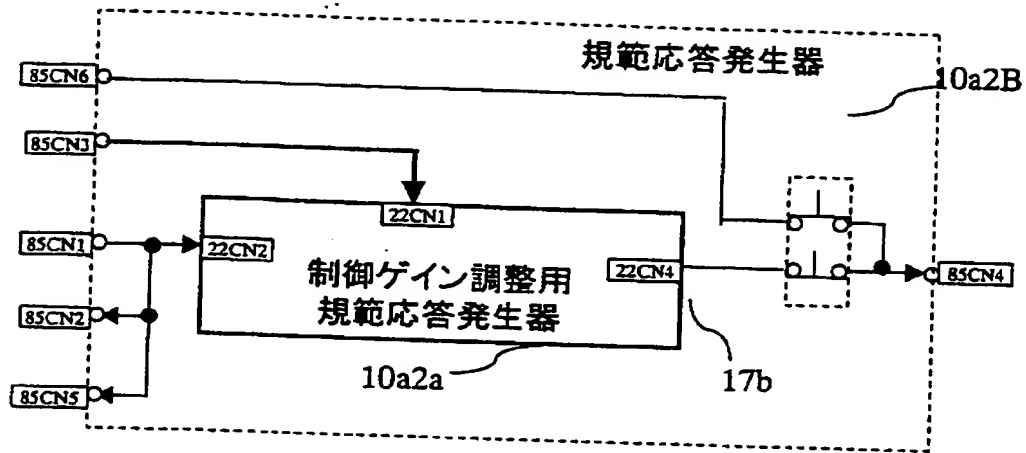 規範応答発生器
85CN6
10a2B
85CN3
22CN1
85CN1
22CN2
制御ゲイン調整用
規範応答発生器
22CN4
85CN4
85CN2
10a2a
17b
85CN5